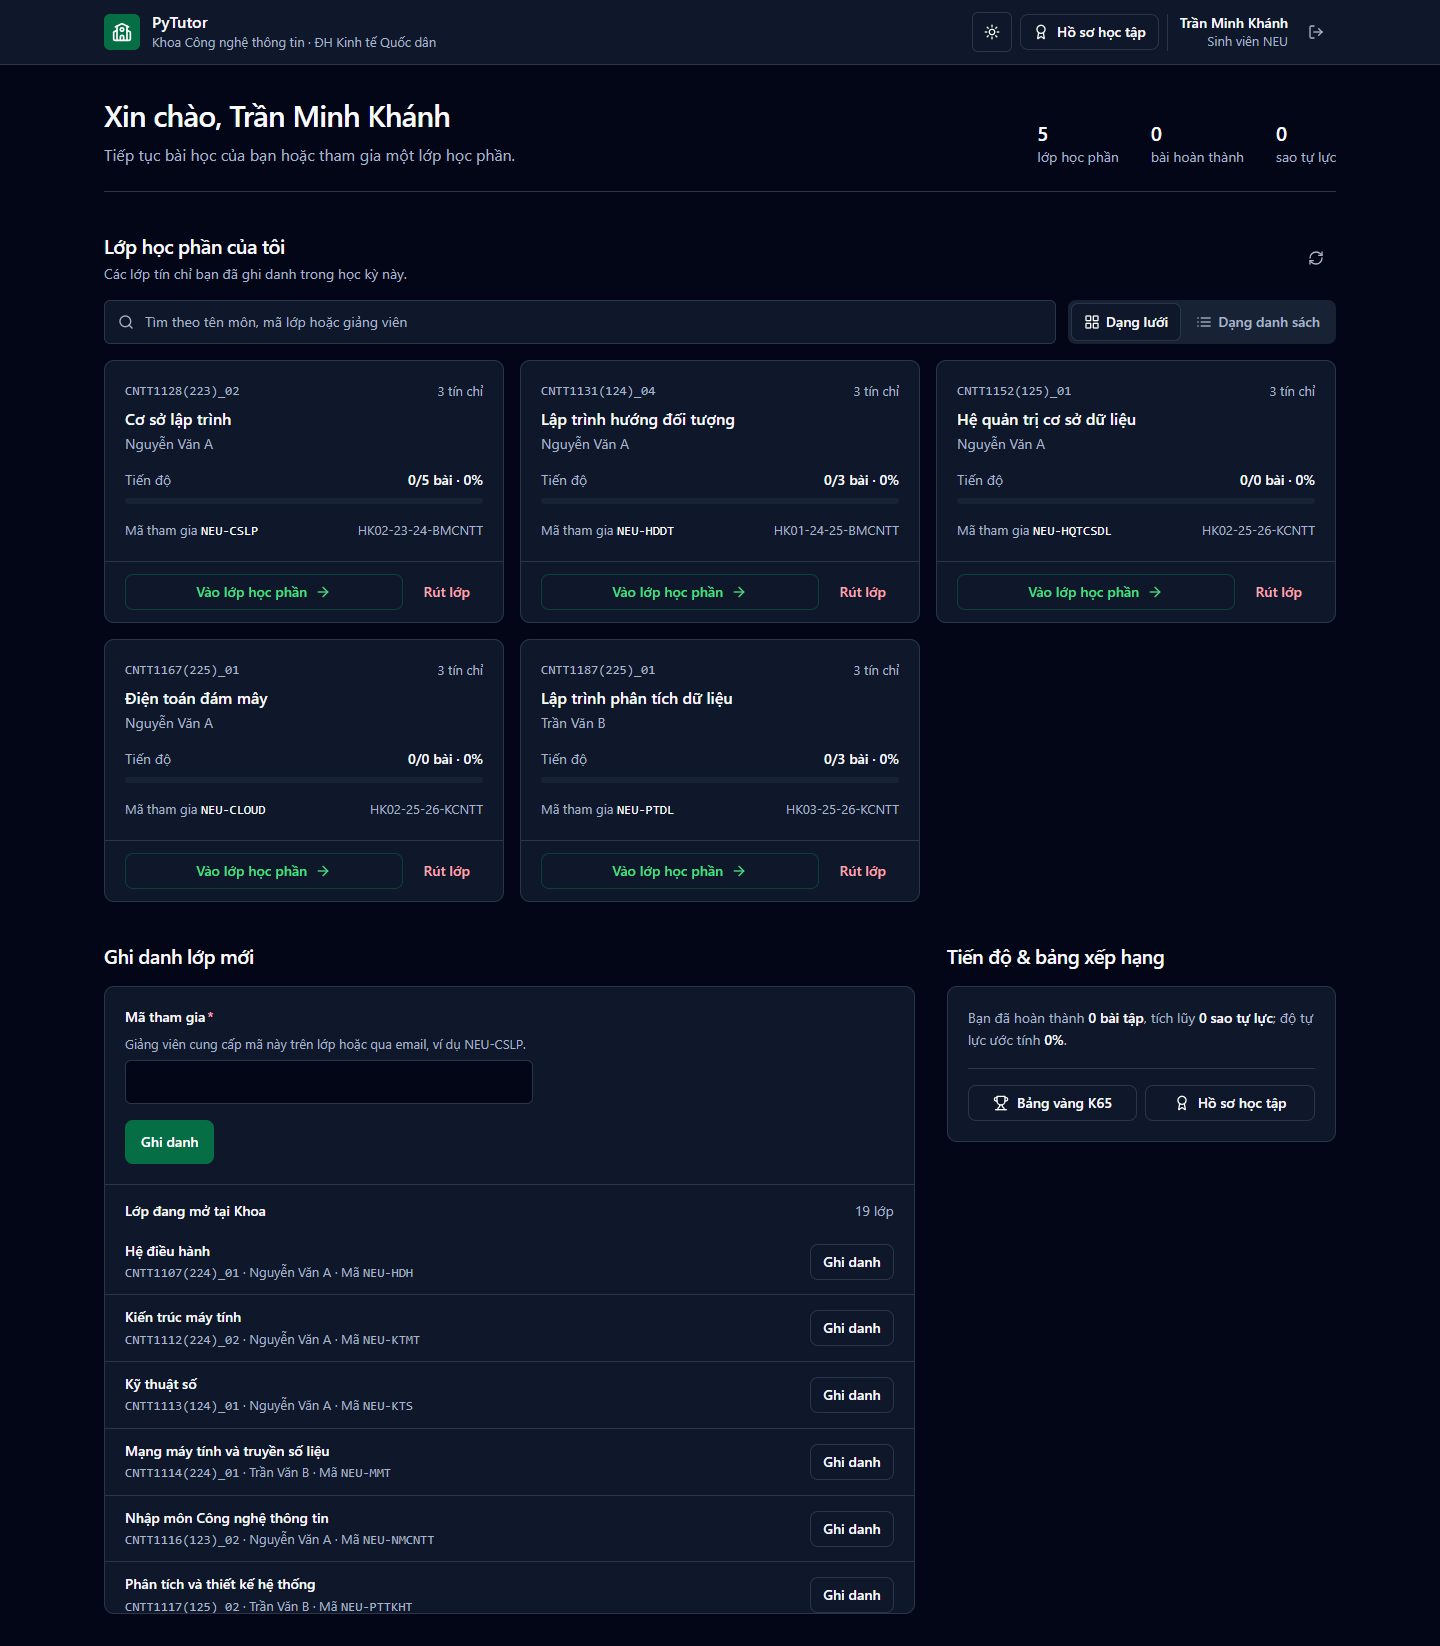 PyTutor
Khoa Công nghệ thông tin · ĐH Kinh tế Quốc dân
Hồ sơ học tập
Trần Minh Khánh
Sinh viên NEU
Xin chào, Trần Minh Khánh
Tiếp tục bài học của bạn hoặc tham gia một lớp học phần.
5
lớp học phần
0
bài hoàn thành
0
sao tự lực
Lớp học phần của tôi
Các lớp tín chỉ bạn đã ghi danh trong học kỳ này.
Tìm theo tên môn, mã lớp hoặc giảng viên
Dạng lưới
Dạng danh sách
CNTT1128(223)_02 3 tín chỉ
Cơ sở lập trình
Nguyễn Văn A
Tiến độ 0/5 bài · 0%
Mã tham gia NEU-CSLP HK02-23-24-BMCNTT
Vào lớp học phần → Rút lớp
CNTT1131(124)_04 3 tín chỉ
Lập trình hướng đối tượng
Nguyễn Văn A
Tiến độ 0/3 bài · 0%
Mã tham gia NEU-HDDT HK01-24-25-BMCNTT
Vào lớp học phần → Rút lớp
CNTT1152(125)_01 3 tín chỉ
Hệ quản trị cơ sở dữ liệu
Nguyễn Văn A
Tiến độ 0/0 bài · 0%
Mã tham gia NEU-HQTCSDL HK02-25-26-KCNTT
Vào lớp học phần → Rút lớp
CNTT1167(225)_01 3 tín chỉ
Điện toán đám mây
Nguyễn Văn A
Tiến độ 0/0 bài · 0%
Mã tham gia NEU-CLOUD HK02-25-26-KCNTT
Vào lớp học phần → Rút lớp
CNTT1187(225)_01 3 tín chỉ
Lập trình phân tích dữ liệu
Trần Văn B
Tiến độ 0/3 bài · 0%
Mã tham gia NEU-PTDL HK03-25-26-KCNTT
Vào lớp học phần → Rút lớp
Ghi danh lớp mới
Mã tham gia*
Giảng viên cung cấp mã này trên lớp hoặc qua email, ví dụ NEU-CSLP.
Ghi danh
Lớp đang mở tại Khoa 19 lớp
Hệ điều hành
CNTT1107(224)_01 · Nguyễn Văn A · Mã NEU-HDH
Ghi danh
Kiến trúc máy tính
CNTT1112(224)_02 · Nguyễn Văn A · Mã NEU-KTMT
Ghi danh
Kỹ thuật số
CNTT1113(124)_01 · Nguyễn Văn A · Mã NEU-KTS
Ghi danh
Mạng máy tính và truyền số liệu
CNTT1114(224)_01 · Trần Văn B · Mã NEU-MMT
Ghi danh
Nhập môn Công nghệ thông tin
CNTT1116(123)_02 · Nguyễn Văn A · Mã NEU-NMCNTT
Ghi danh
Phân tích và thiết kế hệ thống
CNTT1117(125)_02 · Trần Văn B · Mã NEU-PTTKHT
Ghi danh
Tiến độ & bảng xếp hạng
Bạn đã hoàn thành 0 bài tập, tích lũy 0 sao tự lực; độ tự
lực ước tính 0%.
Bảng vàng K65
Hồ sơ học tập